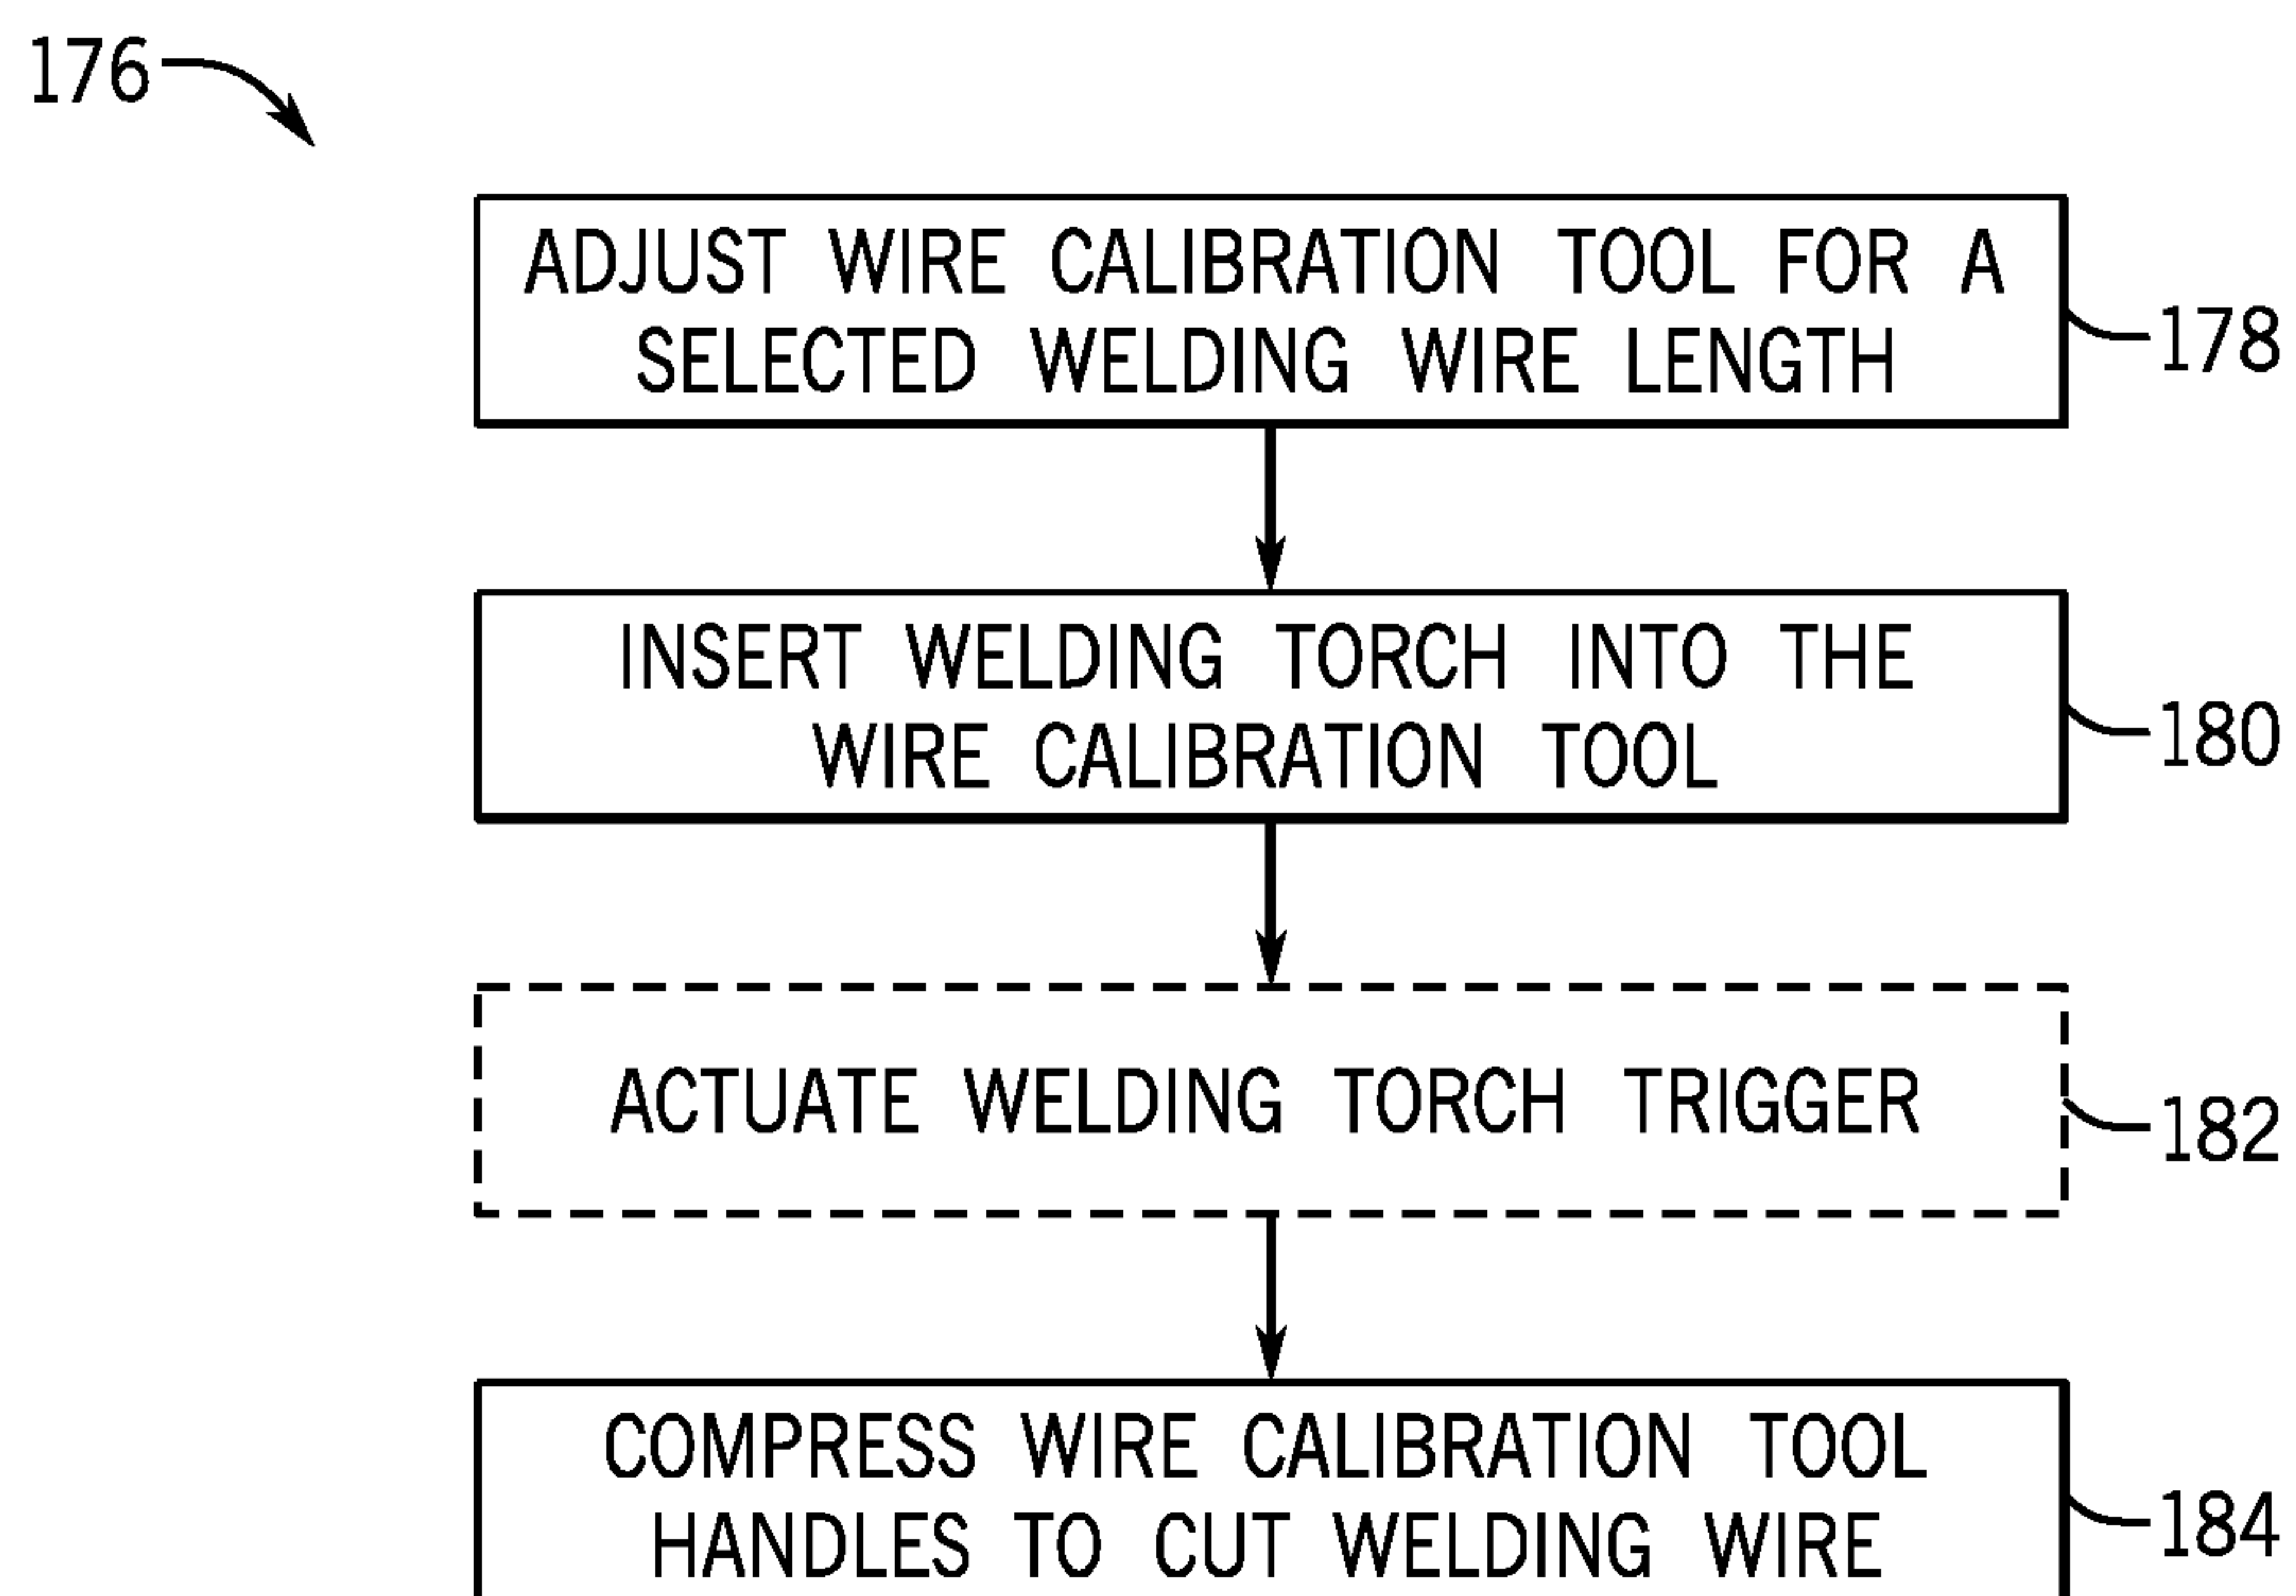 176
ADJUST WIRE CALIBRATION TOOL FOR A
SELECTED WELDING WIRE LENGTH
178
INSERT WELDING TORCH INTO THE
WIRE CALIBRATION TOOL
180
ACTUATE WELDING TORCH TRIGGER
182
COMPRESS WIRE CALIBRATION TOOL
HANDLES TO CUT WELDING WIRE
184